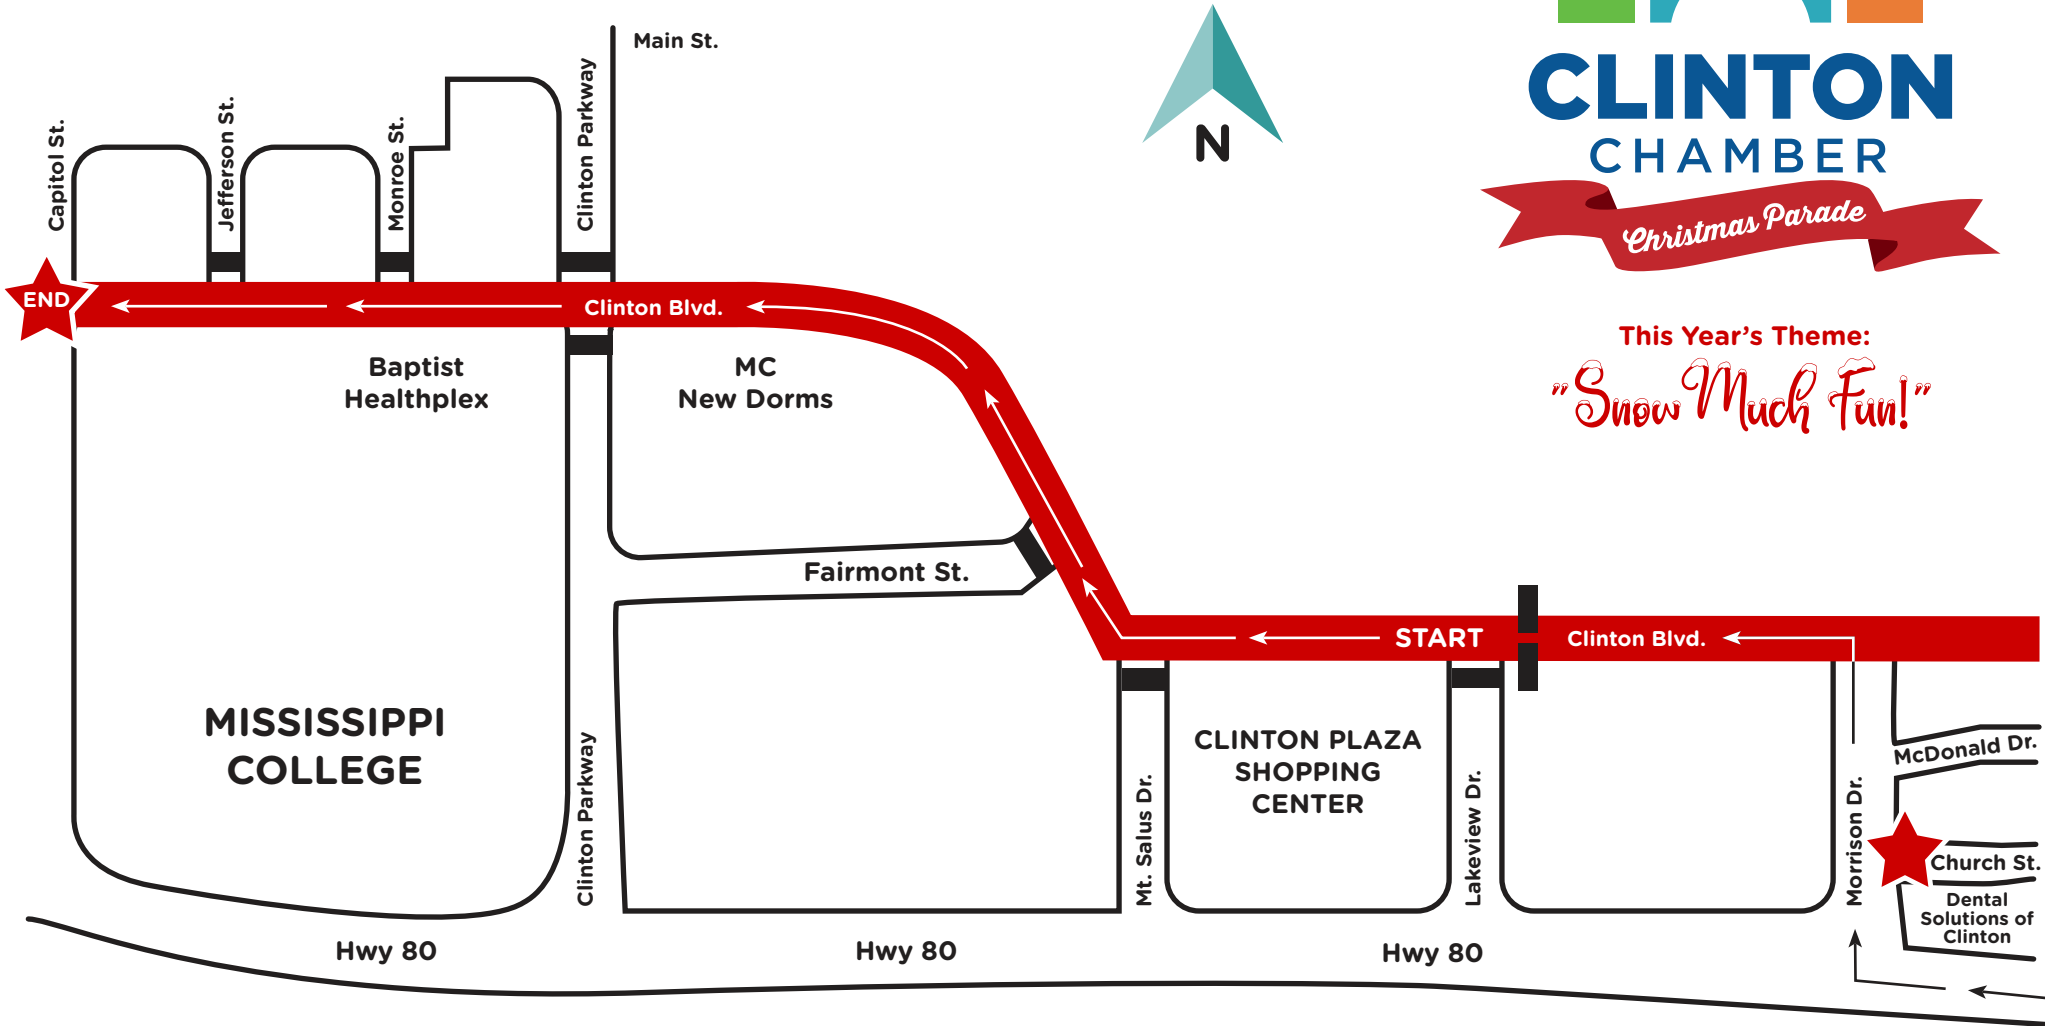 Main St.
Capitol St.
Jefferson St.
Monroe St.
Clinton Parkway
N
CLINTON
CHAMBER
Christmas Parade
This Year's Theme:
"Snow Much Fun!"
END
Clinton Blvd.
Baptist
Healthplex
MC
New Dorms
Fairmont St.
START
Clinton Blvd.
MISSISSIPPI
COLLEGE
Clinton Parkway
Mt. Salus Dr.
CLINTON PLAZA
SHOPPING
CENTER
Lakeview Dr.
Morrison Dr.
McDonald Dr.
Church St.
Dental
Solutions of
Clinton
Hwy 80
Hwy 80
Hwy 80